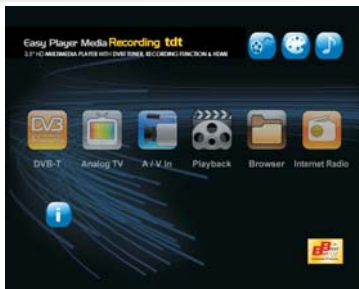 Easy Player Media Recording tdt
3.5" HD MULTIMEDIA PLAYER WITH DVBT TUNER, RECORDING FUNCTION & HDMI
DVB
DVB-T
Analog TV
A / V In
Playback
Browser
Internet Radio
i